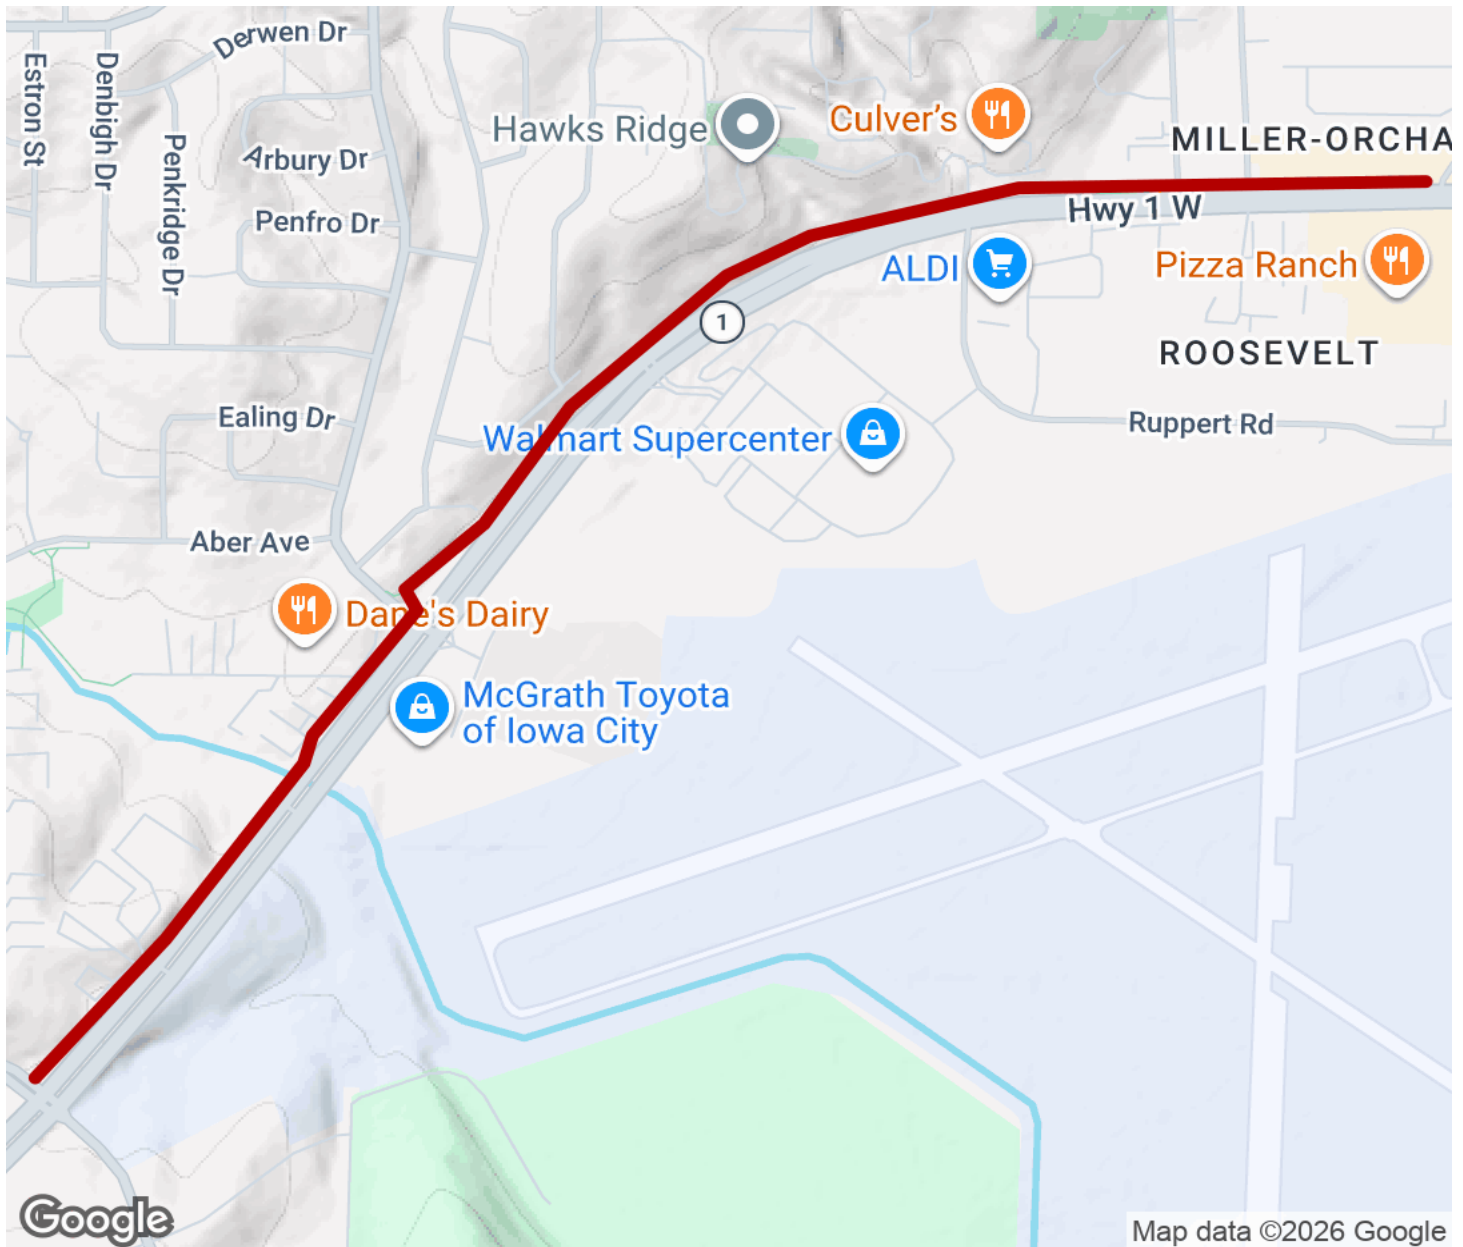 Derwen Dr
Estron St
Denbigh Dr
Penkridge Dr
Arbury Dr
Penfro Dr
Hawks Ridge
Culver's
MILLER-ORCHA
Hwy 1 W
ALDI
Pizza Ranch
1
ROOSEVELT
Ealing Dr
Walmart Supercenter
Ruppert Rd
Aber Ave
Dane's Dairy
McGrath Toyota
of Iowa City
Google
Map data ©2026 Google